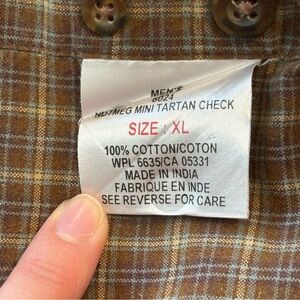 MEN'S
6024
NUTMEG MINI TARTAN CHECK
SIZE : XL
100% COTTON/COTON
WPL 6635/CA 05331
MADE IN INDIA
FABRIQUE EN INDE
SEE REVERSE FOR CARE